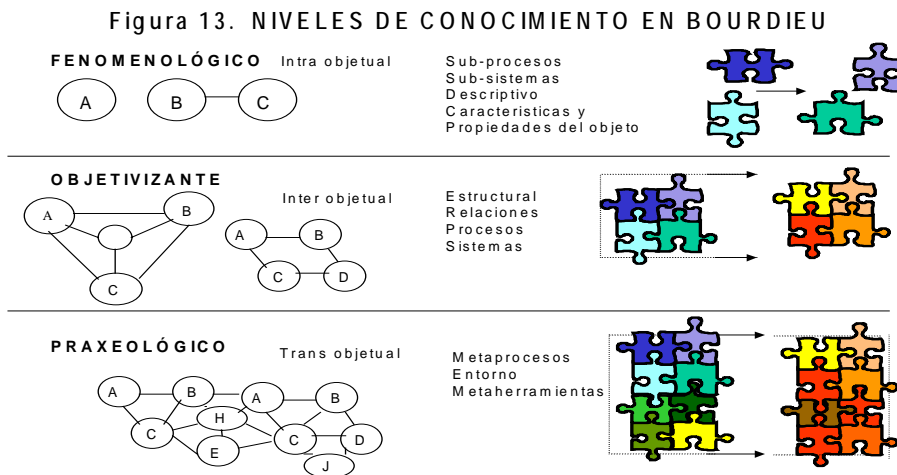 Figura 13. NIVELES DE CONOCIMIENTO EN BOURDIEU
FENOMENOLÓGICO
Intra objetual
Sub-procesos
Sub-sistemas
Descriptivo
Caracteristicas y
Propiedades del objeto
A
B
C
OBJETIVIZANTE
Inter objetual
Estructural
Relaciones
Procesos
Sistemas
A
B
C
A
B
C
D
PRAXEOLÓGICO
Trans objetual
Metaprocesos
Entorno
Metaherramientas
A
B
A
B
H
C
E
C
D
J